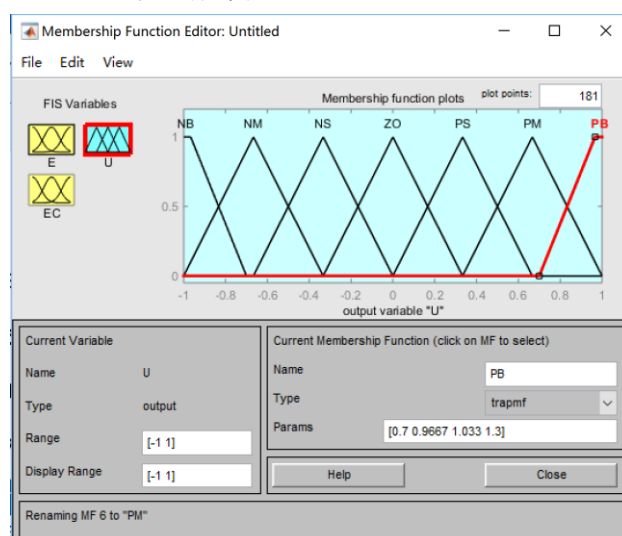 Membership Function Editor: Untitled
File Edit View
FIS Variables
E
U
EC
Membership function plots
plot points:
181
NB NM NS ZO PS PM PB
1
0.5
0
-1 -0.8 -0.6 -0.4 -0.2 0 0.2 0.4 0.6 0.8 1
output variable "U"
Current Variable
Name U
Type output
Range [-1 1]
Display Range [-1 1]
Current Membership Function (click on MF to select)
Name PB
Type trapmf
Params [0.7 0.9667 1.033 1.3]
Help Close
Renaming MF 6 to "PM"